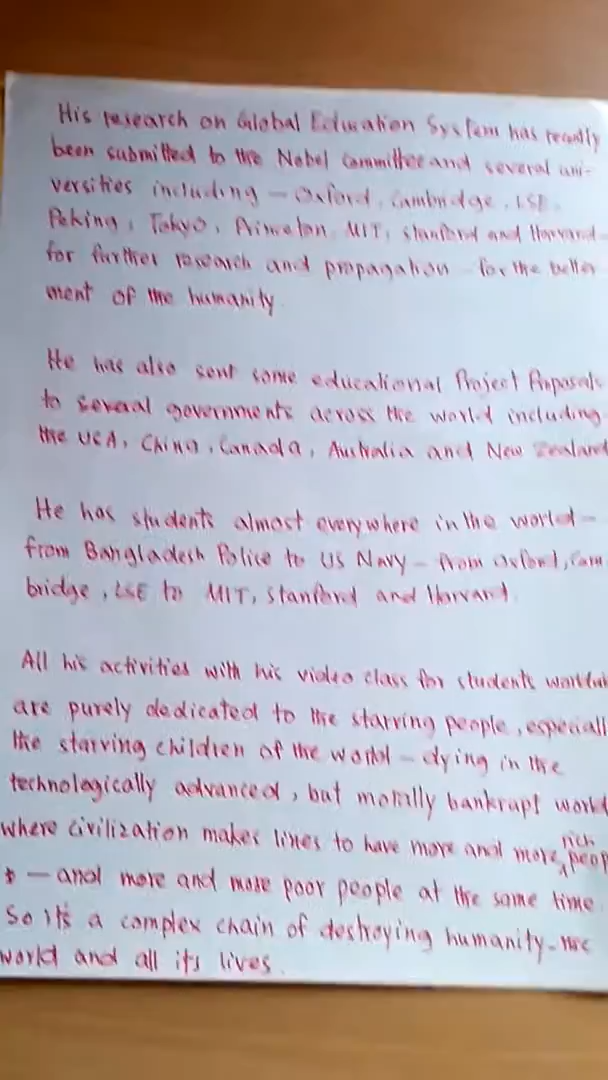 His research on Global Education System has recently
been submitted to the Nobel Committee and several uni-
versities including - Oxford, Cambridge, LSE,
Peking, Tokyo, Princeton, MIT, Stanford and Harvard
for further research and propagation for the better
ment of the humanity.
He has also sent some educational Project Proposals
to several governments across the world including
the USA, China, Canada, Australia and New Zealand
He has students almost everywhere in the world -
from Bangladesh Police to US Navy - from Oxford, Cam
bridge, LSE to MIT, Stanford and Harvard.
All his activities with his video class for students
are purely dedicated to the starving people, especiall
the starving children of the world - dying in the
technologically advanced, but morally bankrupt world
where civilization makes lines to have more and more rich peop
- and more and more poor people at the same time.
So it's a complex chain of destroying humanity - the
world and all its lives.